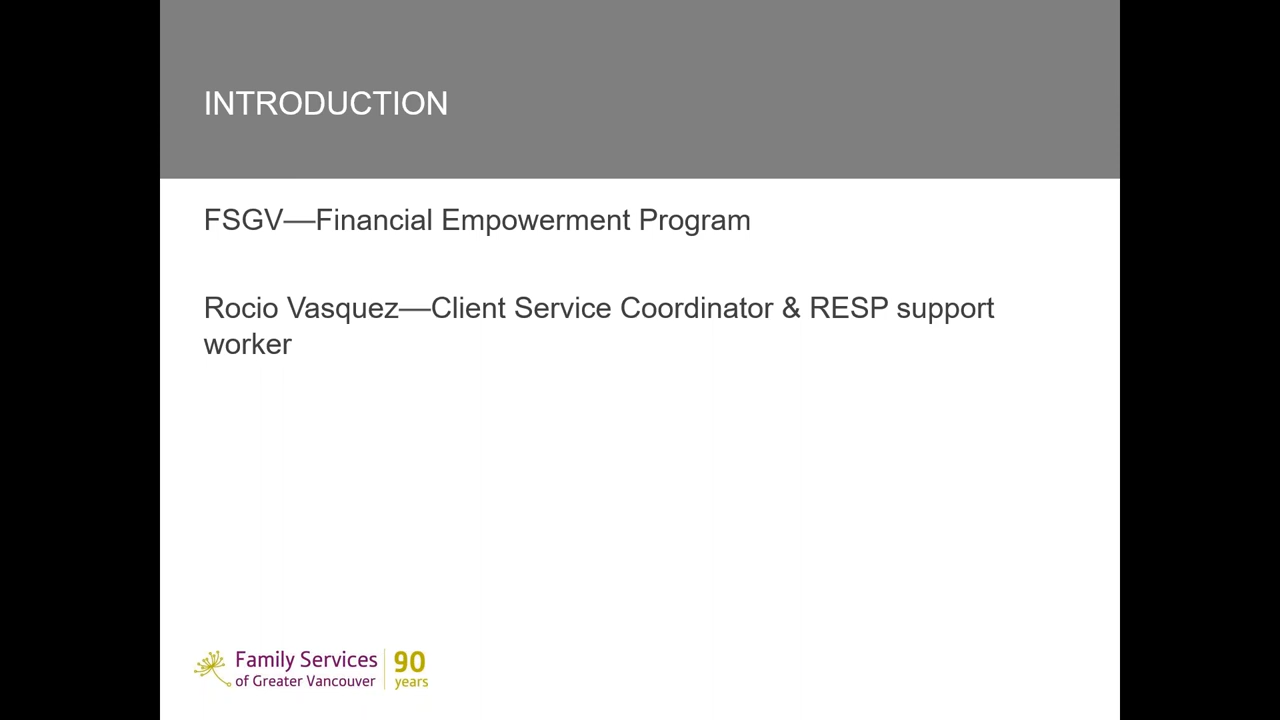 INTRODUCTION
FSGV—Financial Empowerment Program
Rocio Vasquez—Client Service Coordinator & RESP support
worker
Family Services
of Greater Vancouver
90
years